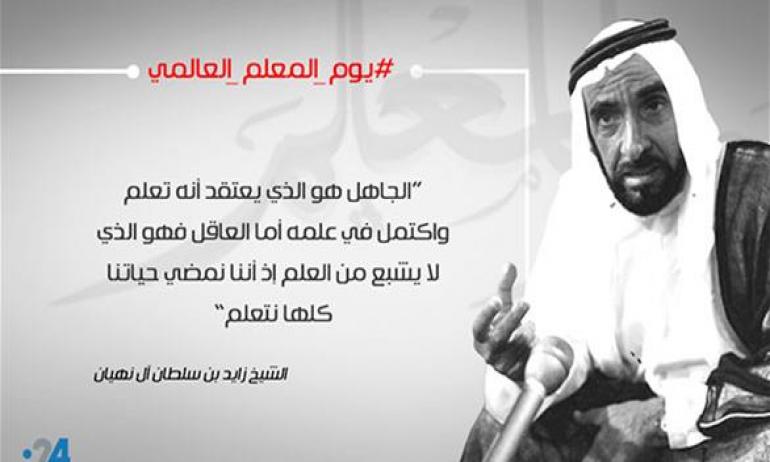 #يوم_المعلم_العالمي
”الجاهل هو الذي يعتقد أنه تعلم
واكتمل في علمه أما العاقل فهو الذي
لا يشبع من العلم إذ أننا نمضي حياتنا
كلها نتعلم“
الشيخ زايد بن سلطان آل نهيان
المعلم
24